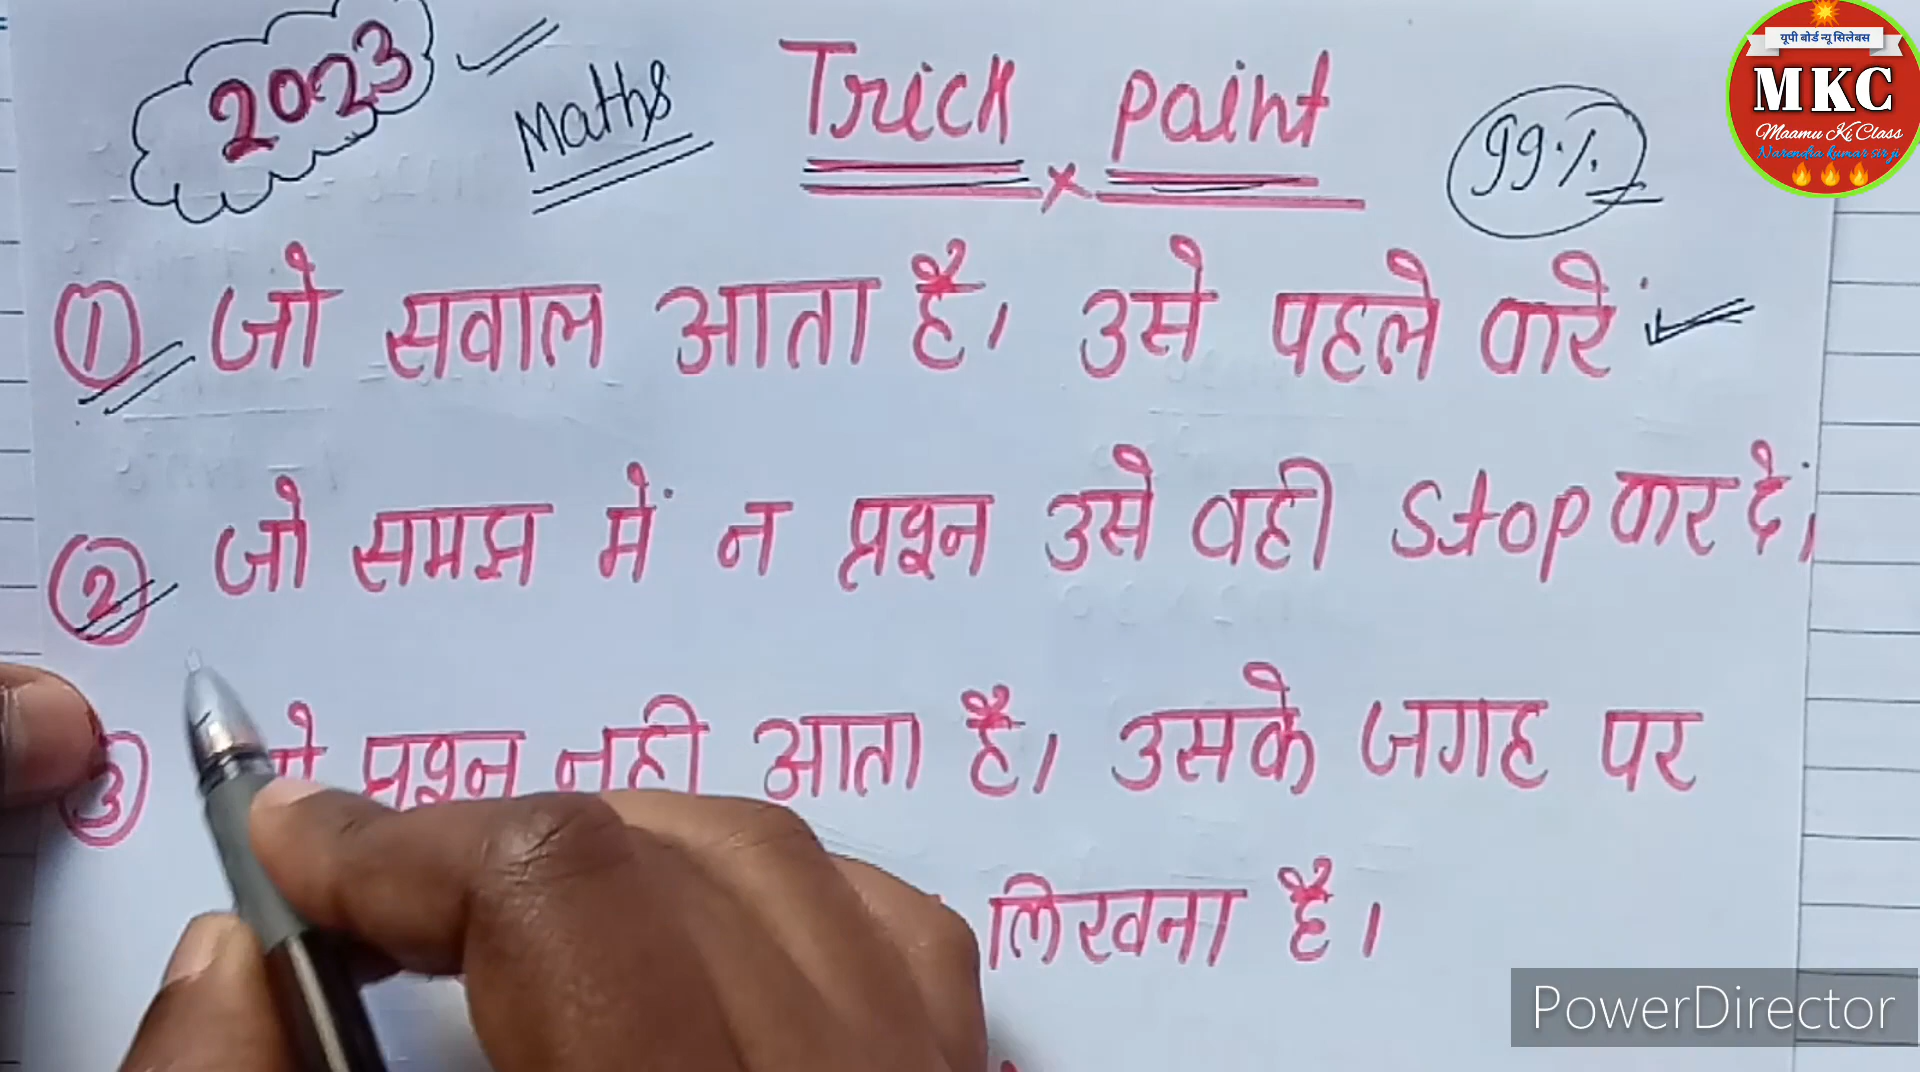 2023
Maths
Trick point
99%
यूपी बोर्ड न्यू सिलेबस
MKC
Maamu Ki Class
Narendra kumar sir ji
① जो सवाल आता है। उसे पहले करें
② जो समझ में न प्रश्न उसे वही stop कर दे।
③ प्रश्न नही आता है। उसके जगह पर
लिखना है।
PowerDirector